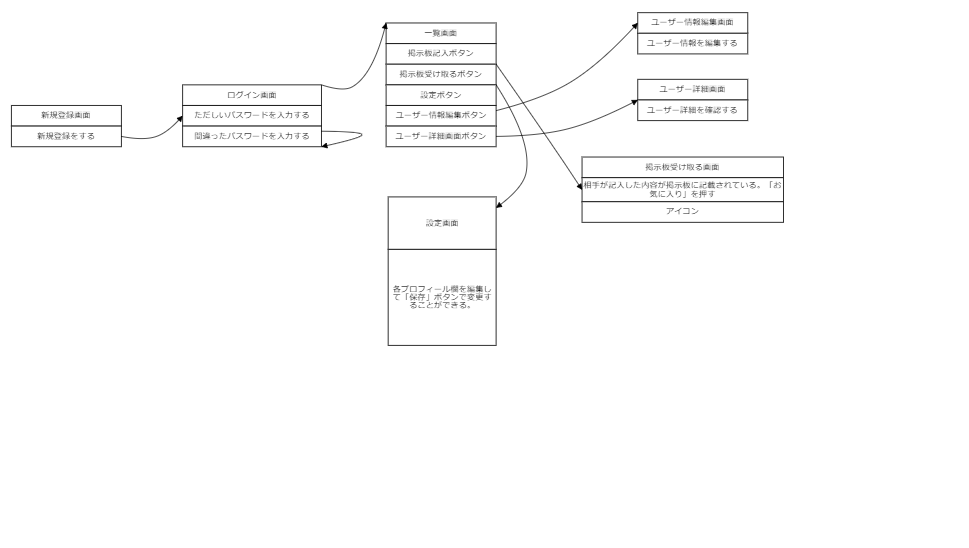 新規登録画面
新規登録をする
ログイン画面
ただしいパスワードを入力する
間違ったパスワードを入力する
一覧画面
掲示板記入ボタン
掲示板受け取るボタン
設定ボタン
ユーザー情報編集ボタン
ユーザー詳細画面ボタン
ユーザー情報編集画面
ユーザー情報を編集する
ユーザー詳細画面
ユーザー詳細を確認する
掲示板受け取る画面
相手が記入した内容が掲示板に記載されている。「お
気に入り」を押す
アイコン
設定画面
各プロフィール欄を編集し
て「保存」ボタンで変更す
ることができる。